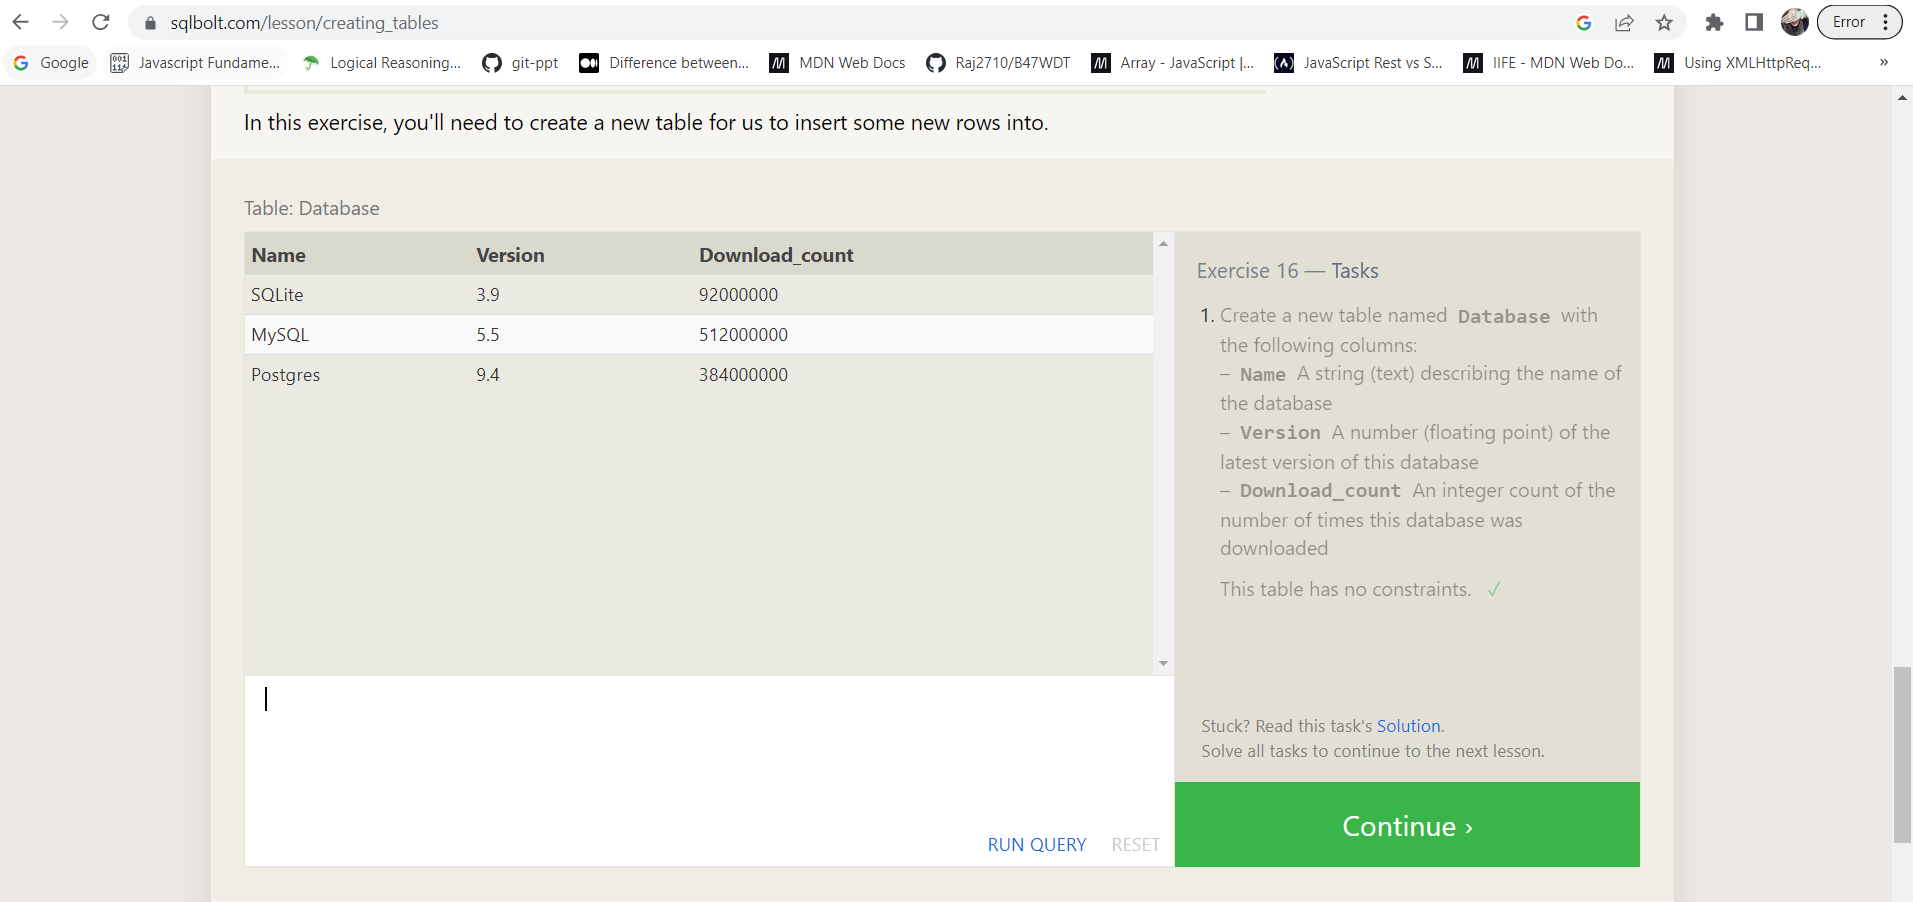 sqlbolt.com/lesson/creating_tables
Error
Google
Javascript Fundame...
Logical Reasoning...
git-ppt
Difference between...
MDN Web Docs
Raj2710/B47WDT
Array - JavaScript |...
JavaScript Rest vs S...
IIFE - MDN Web Do...
Using XMLHttpReq...
»
In this exercise, you'll need to create a new table for us to insert some new rows into.
Table: Database
Name Version Download_count
SQLite 3.9 92000000
MySQL 5.5 512000000
Postgres 9.4 384000000
RUN QUERY RESET
Exercise 16 — Tasks
1. Create a new table named Database with
the following columns:
– Name A string (text) describing the name of
the database
– Version A number (floating point) of the
latest version of this database
– Download_count An integer count of the
number of times this database was
downloaded
This table has no constraints. ✓
Stuck? Read this task's Solution.
Solve all tasks to continue to the next lesson.
Continue ›